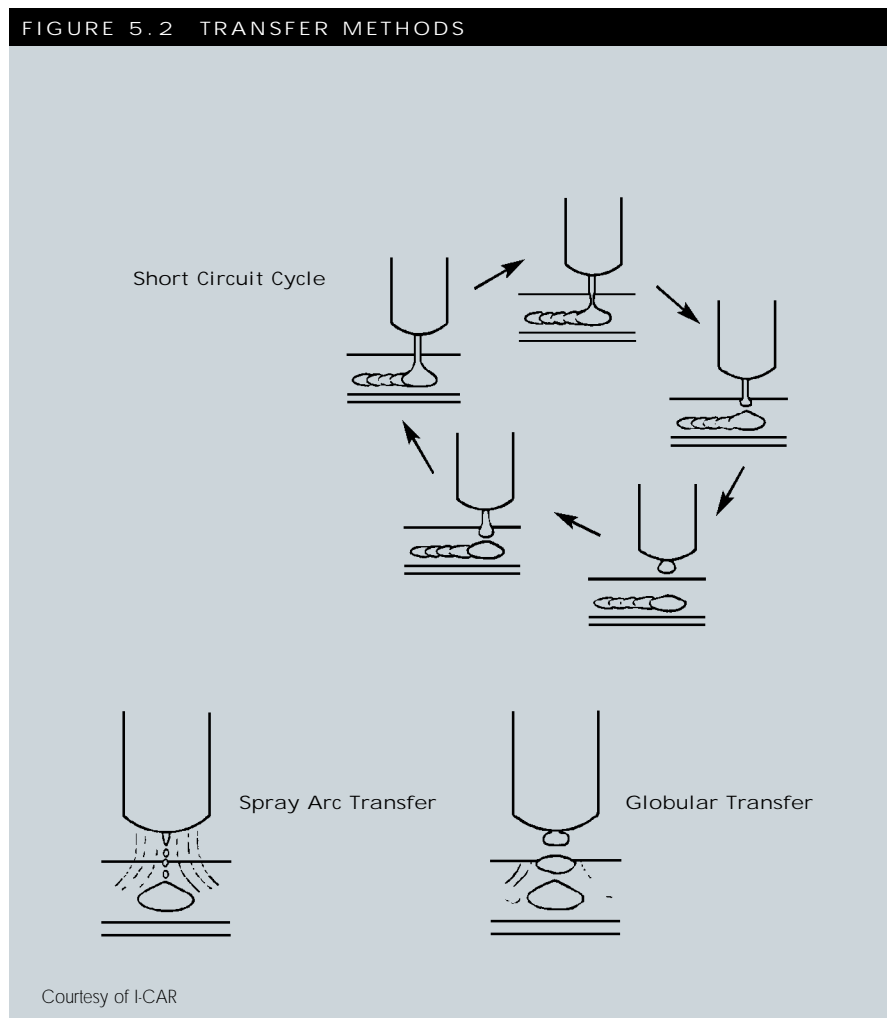 FIGURE 5.2 TRANSFER METHODS
Short Circuit Cycle
Spray Arc Transfer
Globular Transfer
Courtesy of I-CAR